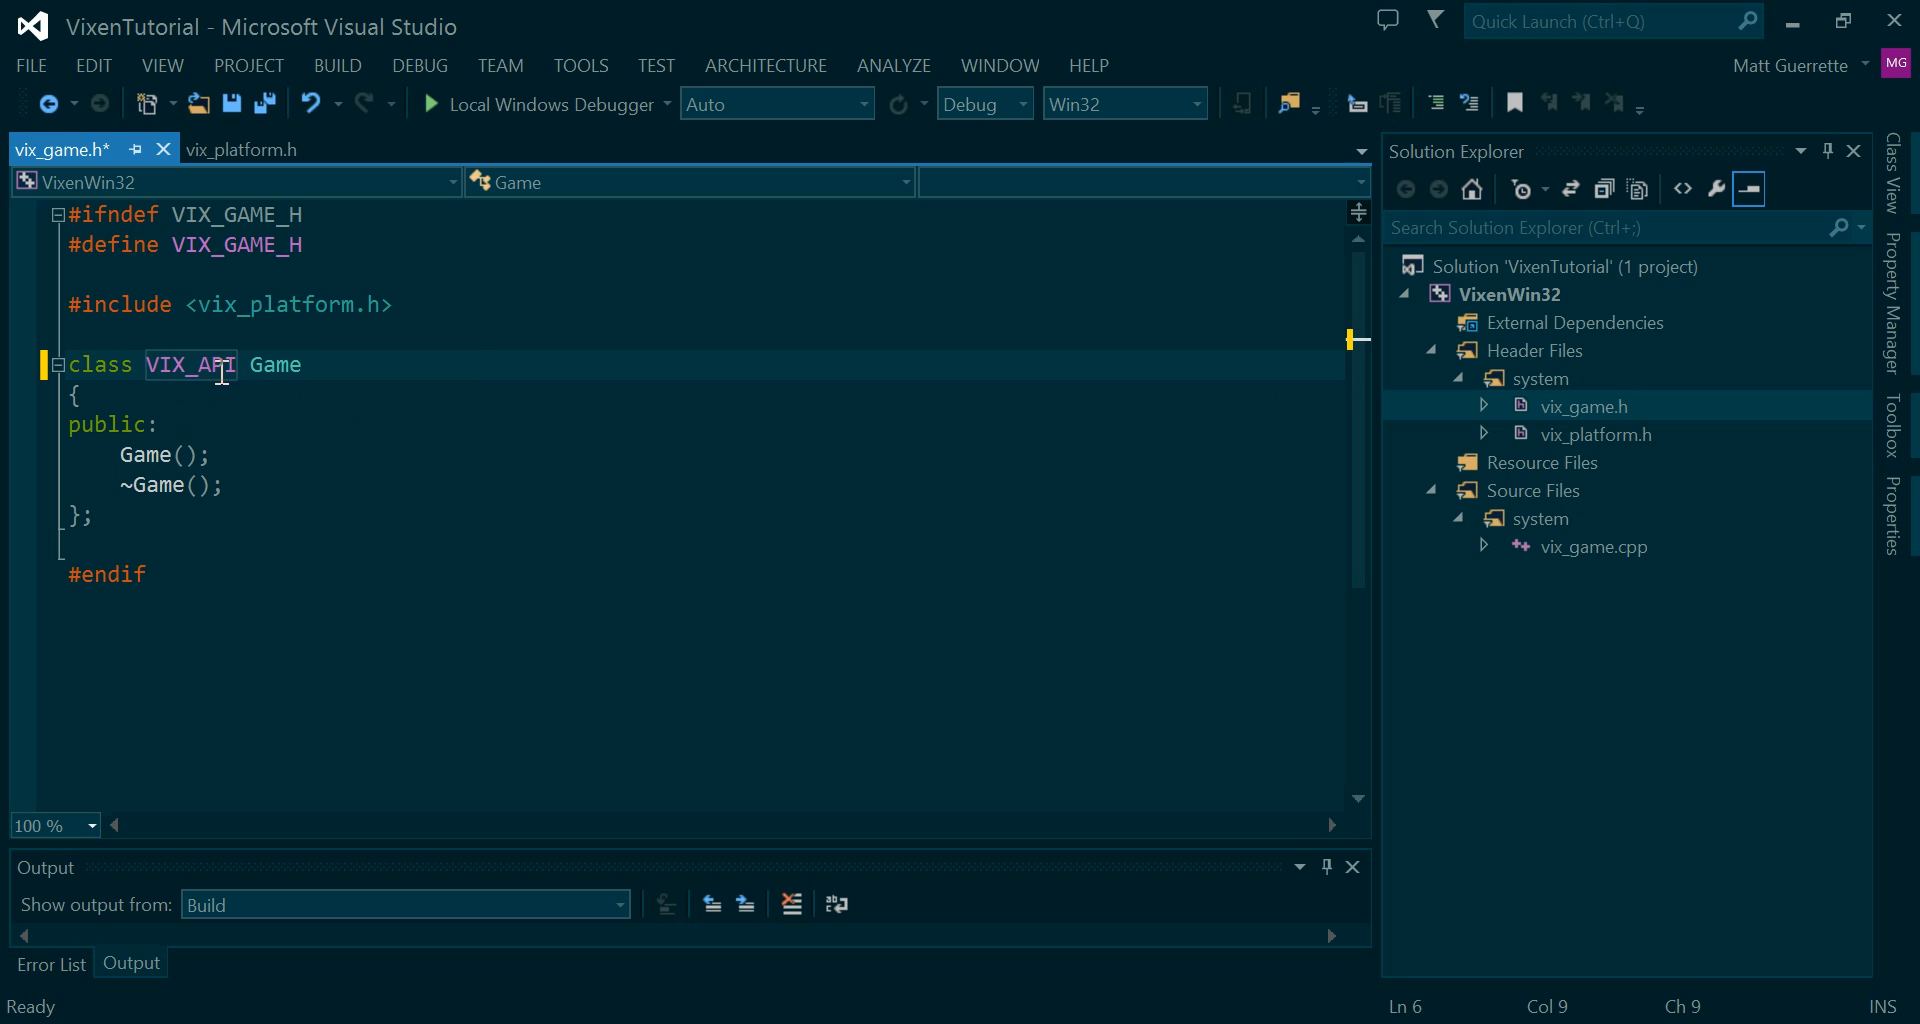 VixenTutorial - Microsoft Visual Studio
Quick Launch (Ctrl+Q)
FILE EDIT VIEW PROJECT BUILD DEBUG TEAM TOOLS TEST ARCHITECTURE ANALYZE WINDOW HELP
Matt Guerrette MG
Local Windows Debugger Auto Debug Win32
vix_game.h* vix_platform.h
VixenWin32 Game
#ifndef VIX_GAME_H
#define VIX_GAME_H
#include <vix_platform.h>
class VIX_API Game
{
public:
Game();
~Game();
};
#endif
100 %
Output
Show output from: Build
Error List Output
Solution Explorer
Search Solution Explorer (Ctrl+;)
Solution 'VixenTutorial' (1 project)
VixenWin32
External Dependencies
Header Files
system
vix_game.h
vix_platform.h
Resource Files
Source Files
system
vix_game.cpp
Class View
Property Manager
Toolbox
Properties
Ready Ln 6 Col 9 Ch 9 INS